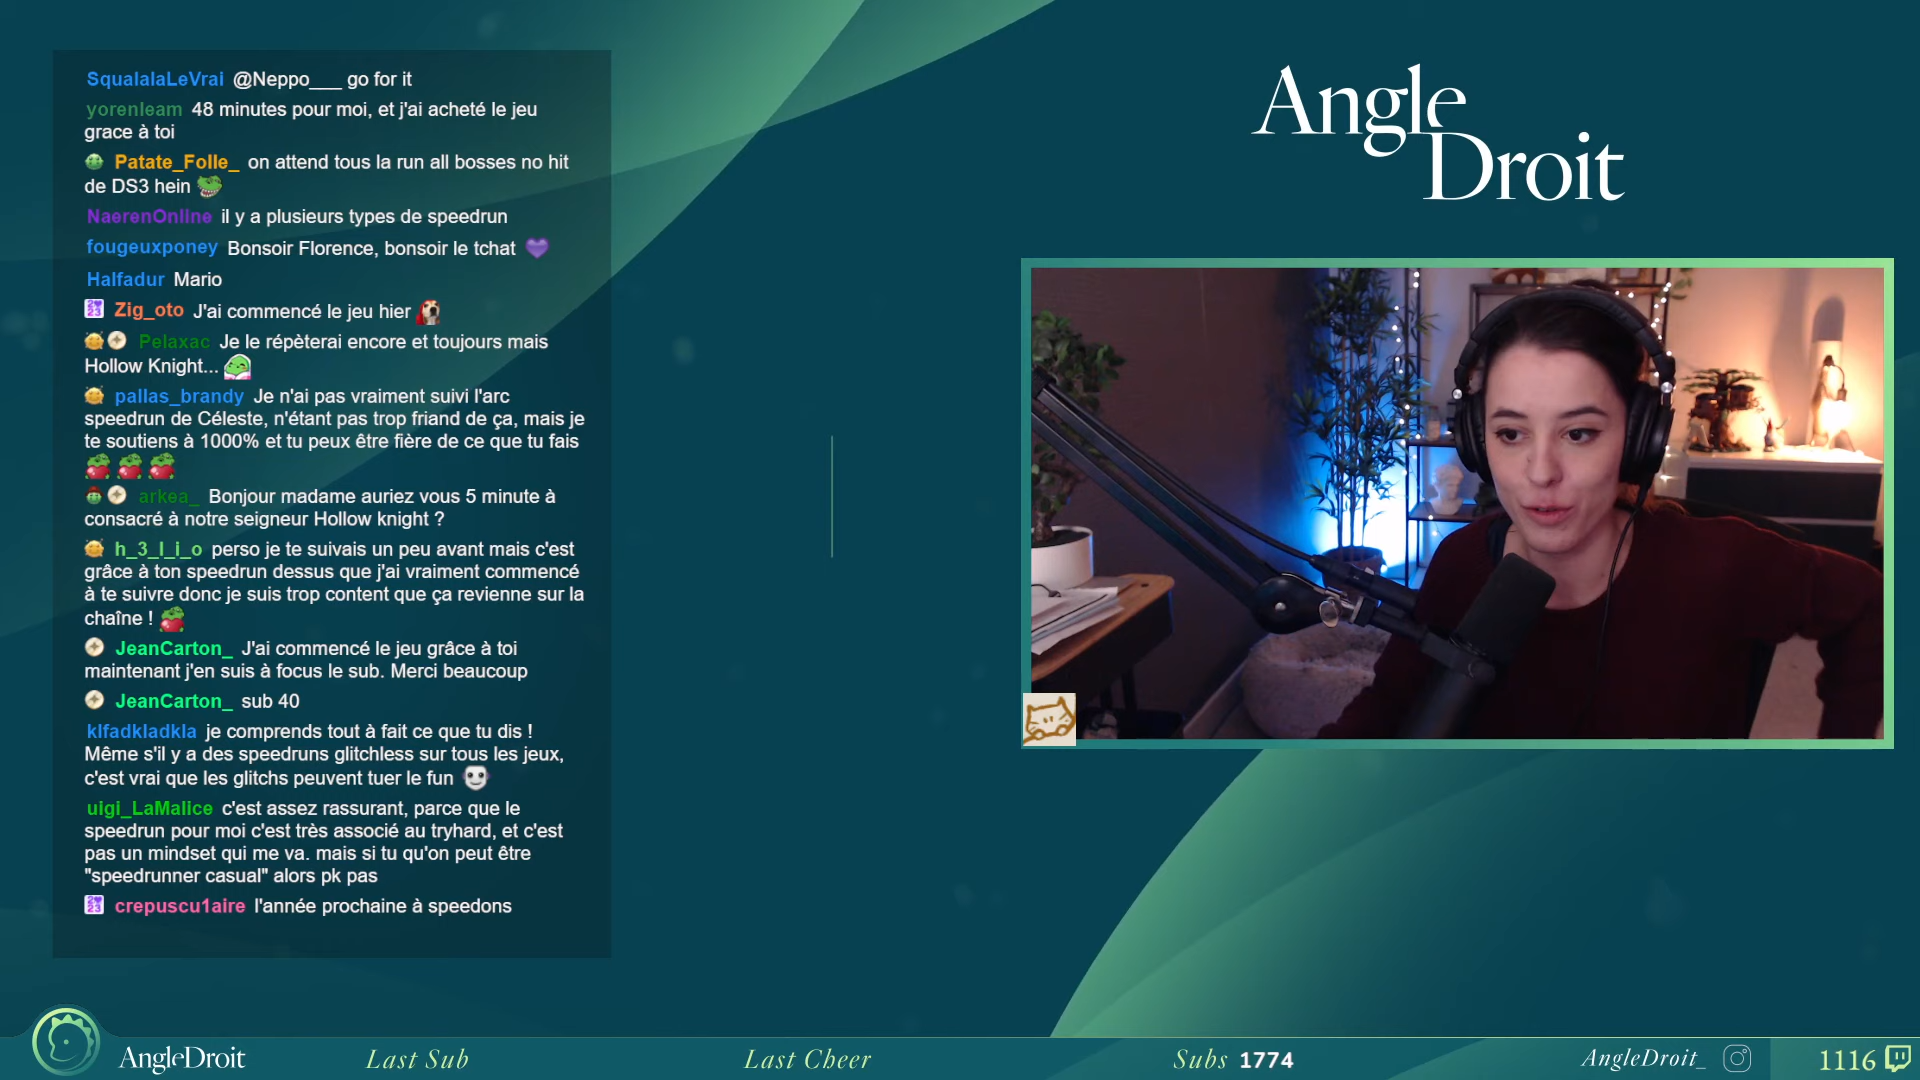 SqualalaLeVrai @Neppo___ go for it
yorenleam 48 minutes pour moi, et j'ai acheté le jeu
grace à toi
Patate_Folle_ on attend tous la run all bosses no hit
de DS3 hein
NaerenOnline il y a plusieurs types de speedrun
fougeuxponey Bonsoir Florence, bonsoir le tchat
Halfadur Mario
Zig_oto J'ai commencé le jeu hier
Pelaxac Je le répèterai encore et toujours mais
Hollow Knight...
pallas_brandy Je n'ai pas vraiment suivi l'arc
speedrun de Céleste, n'étant pas trop friand de ça, mais je
te soutiens à 1000% et tu peux être fière de ce que tu fais
arkea_ Bonjour madame auriez vous 5 minute à
consacré à notre seigneur Hollow knight ?
h_3_l_i_o perso je te suivais un peu avant mais c'est
grâce à ton speedrun dessus que j'ai vraiment commencé
à te suivre donc je suis trop content que ça revienne sur la
chaîne !
JeanCarton_ J'ai commencé le jeu grâce à toi
maintenant j'en suis à focus le sub. Merci beaucoup
JeanCarton_ sub 40
klfadkladkla je comprends tout à fait ce que tu dis !
Même s'il y a des speedruns glitchless sur tous les jeux,
c'est vrai que les glitchs peuvent tuer le fun
uigi_LaMalice c'est assez rassurant, parce que le
speedrun pour moi c'est très associé au tryhard, et c'est
pas un mindset qui me va. mais si tu qu'on peut être
"speedrunner casual" alors pk pas
crepuscu1aire l'année prochaine à speedons
Angle
Droit
AngleDroit
Last Sub
Last Cheer
Subs 1774
AngleDroit_
1116